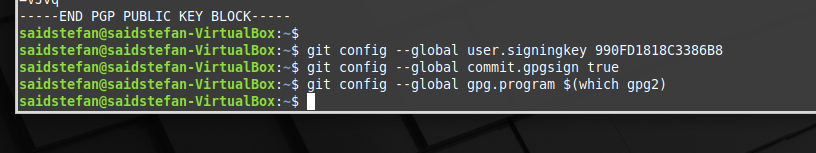 -----END PGP PUBLIC KEY BLOCK-----
saidstefan@saidstefan-VirtualBox:~$
saidstefan@saidstefan-VirtualBox:~$ git config --global user.signingkey 990FD1818C3386B8
saidstefan@saidstefan-VirtualBox:~$ git config --global commit.gpgsign true
saidstefan@saidstefan-VirtualBox:~$ git config --global gpg.program $(which gpg2)
saidstefan@saidstefan-VirtualBox:~$